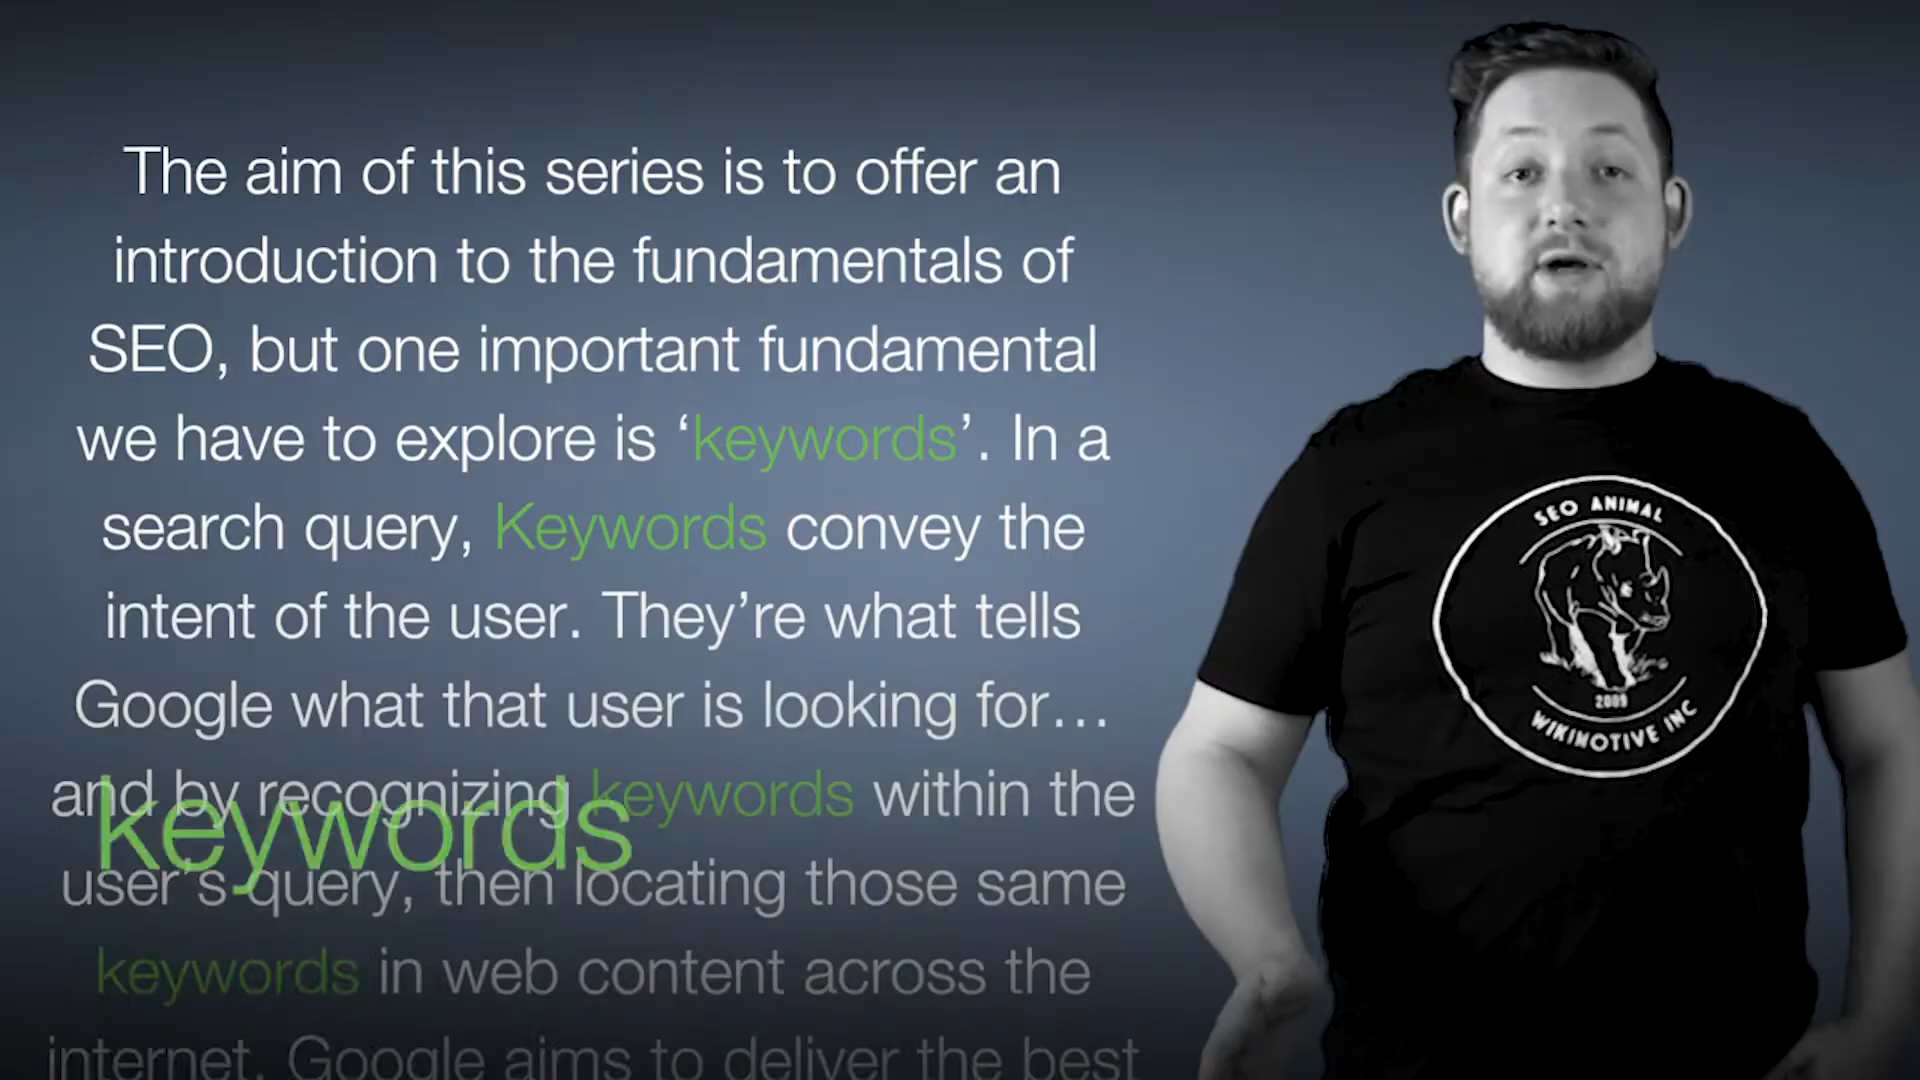 The aim of this series is to offer an
introduction to the fundamentals of
SEO, but one important fundamental
we have to explore is ‘keywords’. In a
search query, Keywords convey the
intent of the user. They’re what tells
Google what that user is looking for…
and by recognizing keywords within the
keywords
user’s query, then locating those same
keywords in web content across the
internet. Google aims to deliver the best
SEO ANIMAL
2009
WIKIMOTIVE INC